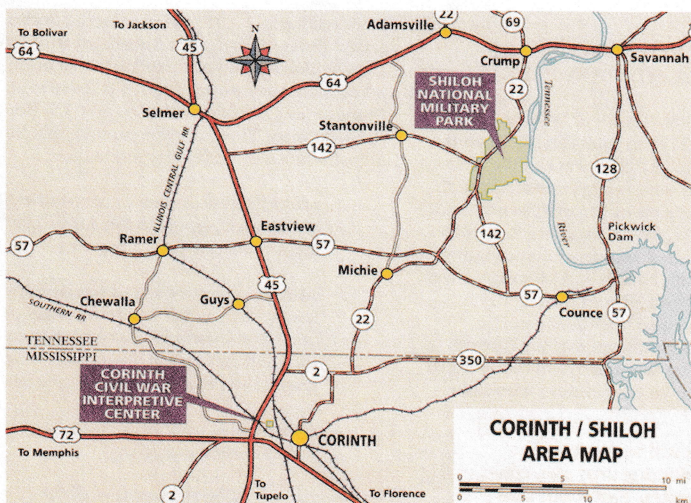 To Jackson
To Bolivar
64
45
N
Adamsville
22
69
Crump
Savannah
64
SHILOH
NATIONAL
MILITARY
PARK
22
Tennessee
Selmer
Stantonville
142
128
ILLINOIS CENTRAL GULF RR
57
Ramer
Eastview
57
142
River
Pickwick
Dam
Michie
45
Chewalla
Guys
SOUTHERN RR
22
57
Counce
57
TENNESSEE
MISSISSIPPI
2
350
CORINTH
CIVIL WAR
INTERPRETIVE
CENTER
72
To Memphis
CORINTH
2
To
Tupelo
To Florence
CORINTH / SHILOH
AREA MAP
0
10 mi
0
5
10
km